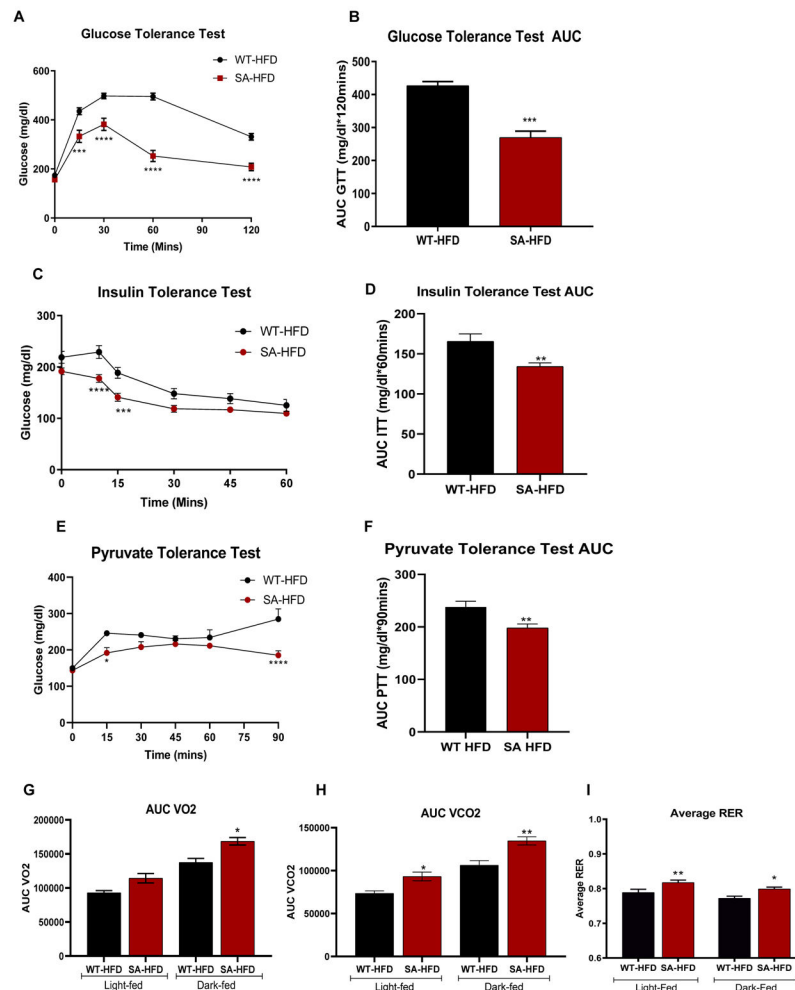 A
Glucose Tolerance Test
WT-HFD
SA-HFD
Glucose (mg/dl)
600
400
200
0
***
****
****
****
0 30 60 90 120
Time (Mins)
B
Glucose Tolerance Test AUC
AUC GTT (mg/dl*120mins)
500
400
300
200
100
0
***
WT-HFD SA-HFD
C
Insulin Tolerance Test
WT-HFD
SA-HFD
Glucose (mg/dl)
300
200
100
0
****
***
0 15 30 45 60
Time (Mins)
D
Insulin Tolerance Test AUC
AUC ITT (mg/dl*60mins)
200
150
100
50
0
**
WT-HFD SA-HFD
E
Pyruvate Tolerance Test
WT-HFD
SA-HFD
Glucose (mg/dl)
400
300
200
100
0
*
****
0 15 30 45 60 75 90
Time (mins)
F
Pyruvate Tolerance Test AUC
AUC PTT (mg/dl*90mins)
300
200
100
0
**
WT HFD SA HFD
G
AUC VO2
AUC VO2
200000
150000
100000
50000
0
*
WT-HFD SA-HFD WT-HFD SA-HFD
Light-fed Dark-fed
H
AUC VCO2
AUC VCO2
150000
100000
50000
0
*
**
WT-HFD SA-HFD WT-HFD SA-HFD
Light-fed Dark-fed
I
Average RER
Average RER
1.0
0.9
0.8
0.7
0.6
**
*
WT-HFD SA-HFD WT-HFD SA-HFD
Light-Fed Dark-Fed